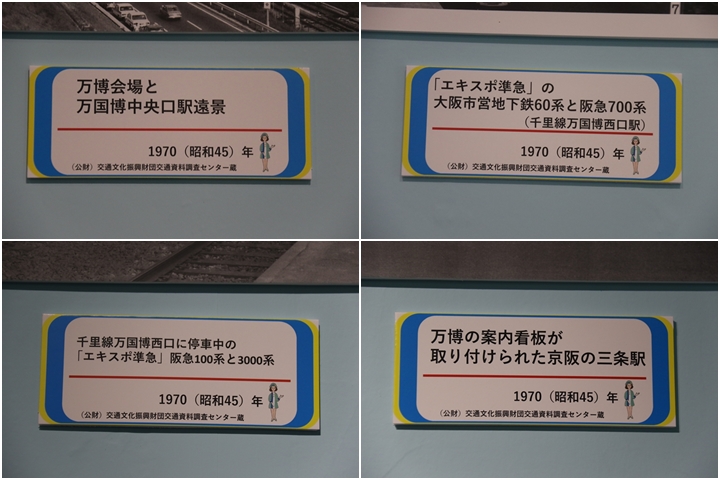 万博会場と
万国博中央口駅遠景
1970（昭和45）年
（公財）交通文化振興財団交通資料調査センター蔵
7
「エキスポ準急」の
大阪市営地下鉄60系と阪急700系
（千里線万国博西口駅）
1970（昭和45）年
（公財）交通文化振興財団交通資料調査センター蔵
千里線万国博西口に停車中の
「エキスポ準急」阪急100系と3000系
1970（昭和45）年
（公財）交通文化振興財団交通資料調査センター蔵
万博の案内看板が
取り付けられた京阪の三条駅
1970（昭和45）年
（公財）交通文化振興財団交通資料調査センター蔵